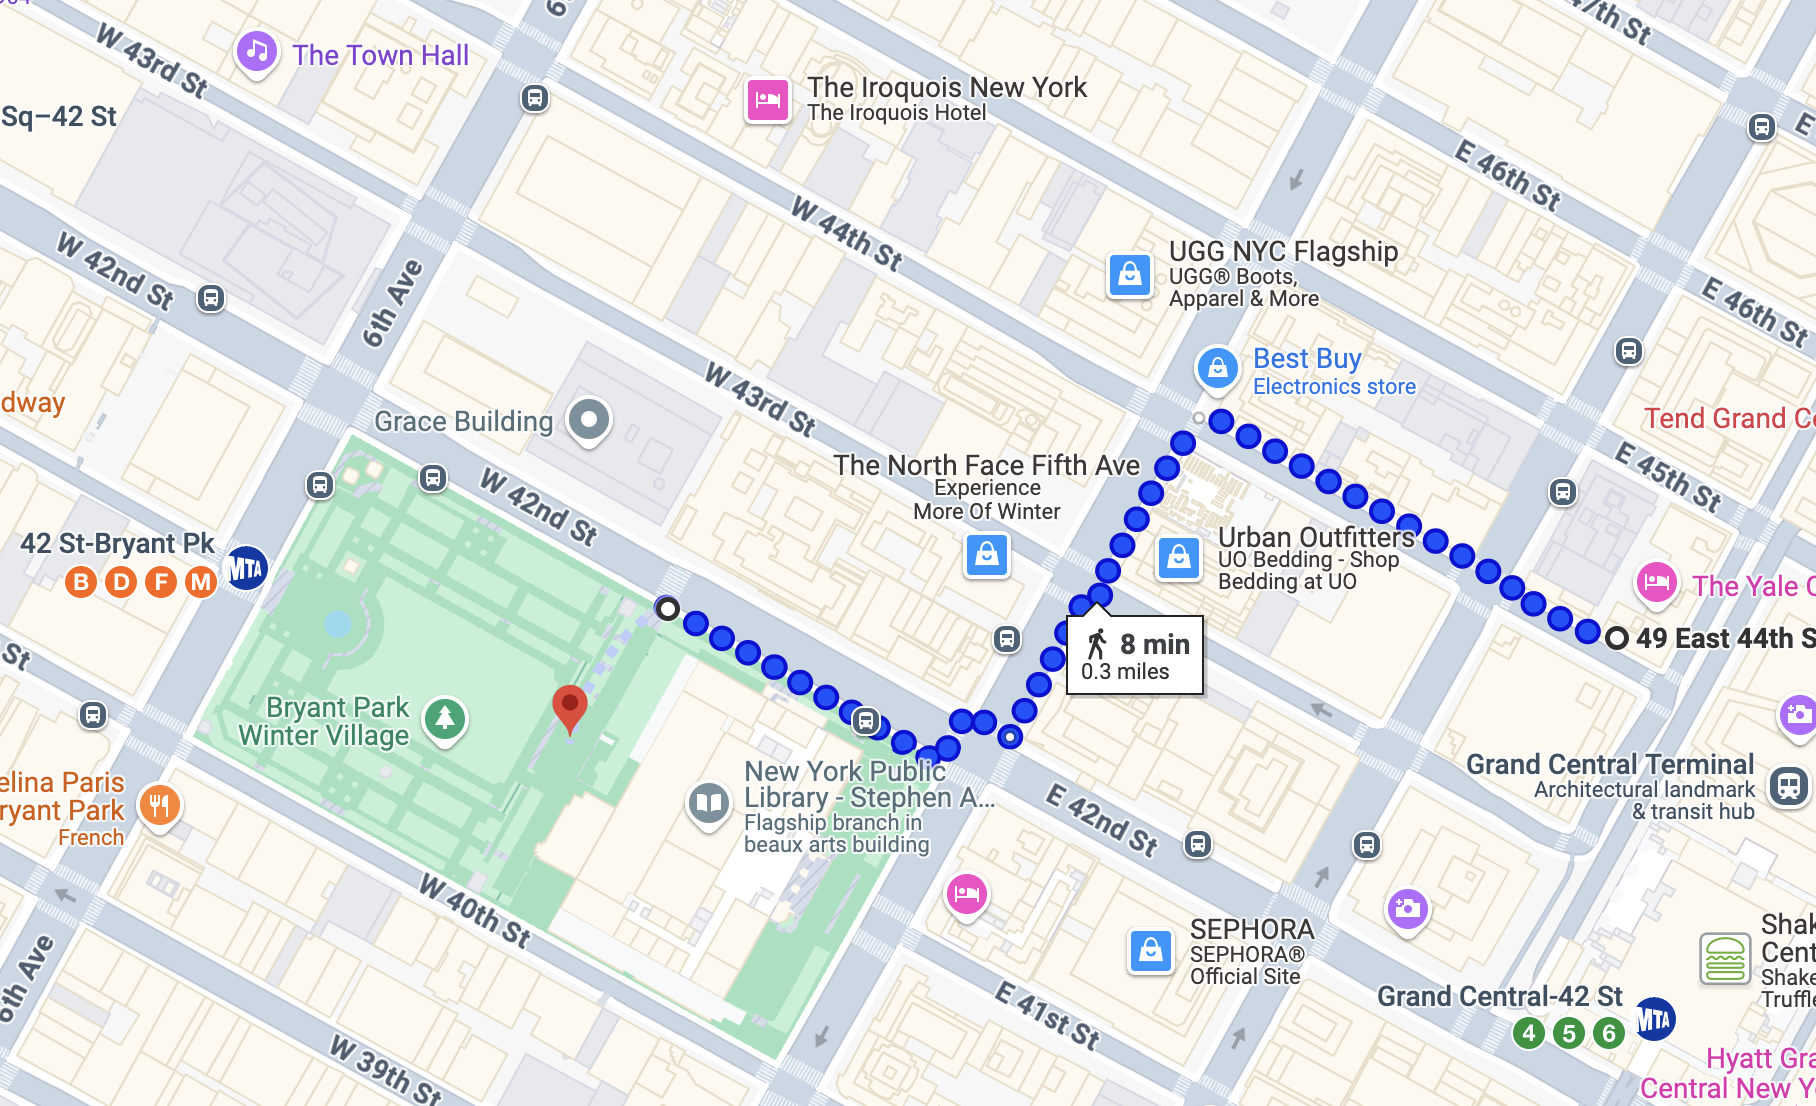 W 43rd St
The Town Hall
Sq–42 St
The Iroquois New York
The Iroquois Hotel
47th St
E 46th St
W 44th St
W 42nd St
6th Ave
UGG NYC Flagship
UGG® Boots,
Apparel & More
E 46th St
Best Buy
Electronics store
dway
Grace Building
W 43rd St
The North Face Fifth Ave
Experience
More Of Winter
Tend Grand Ce
E 45th St
W 42nd St
42 St-Bryant Pk
B D F M
MTA
Urban Outfitters
UO Bedding - Shop
Bedding at UO
The Yale C
49 East 44th S
8 min
0.3 miles
St
Bryant Park
Winter Village
elina Paris
ryant Park
French
New York Public
Library - Stephen A...
Flagship branch in
beaux arts building
E 42nd St
Grand Central Terminal
Architectural landmark
& transit hub
W 40th St
SEPHORA
SEPHORA®
Official Site
Shak
Cent
Shake
Truffle
6th Ave
E 41st St
Grand Central-42 St
4 5 6
MTA
W 39th St
Hyatt Gra
Central New Y